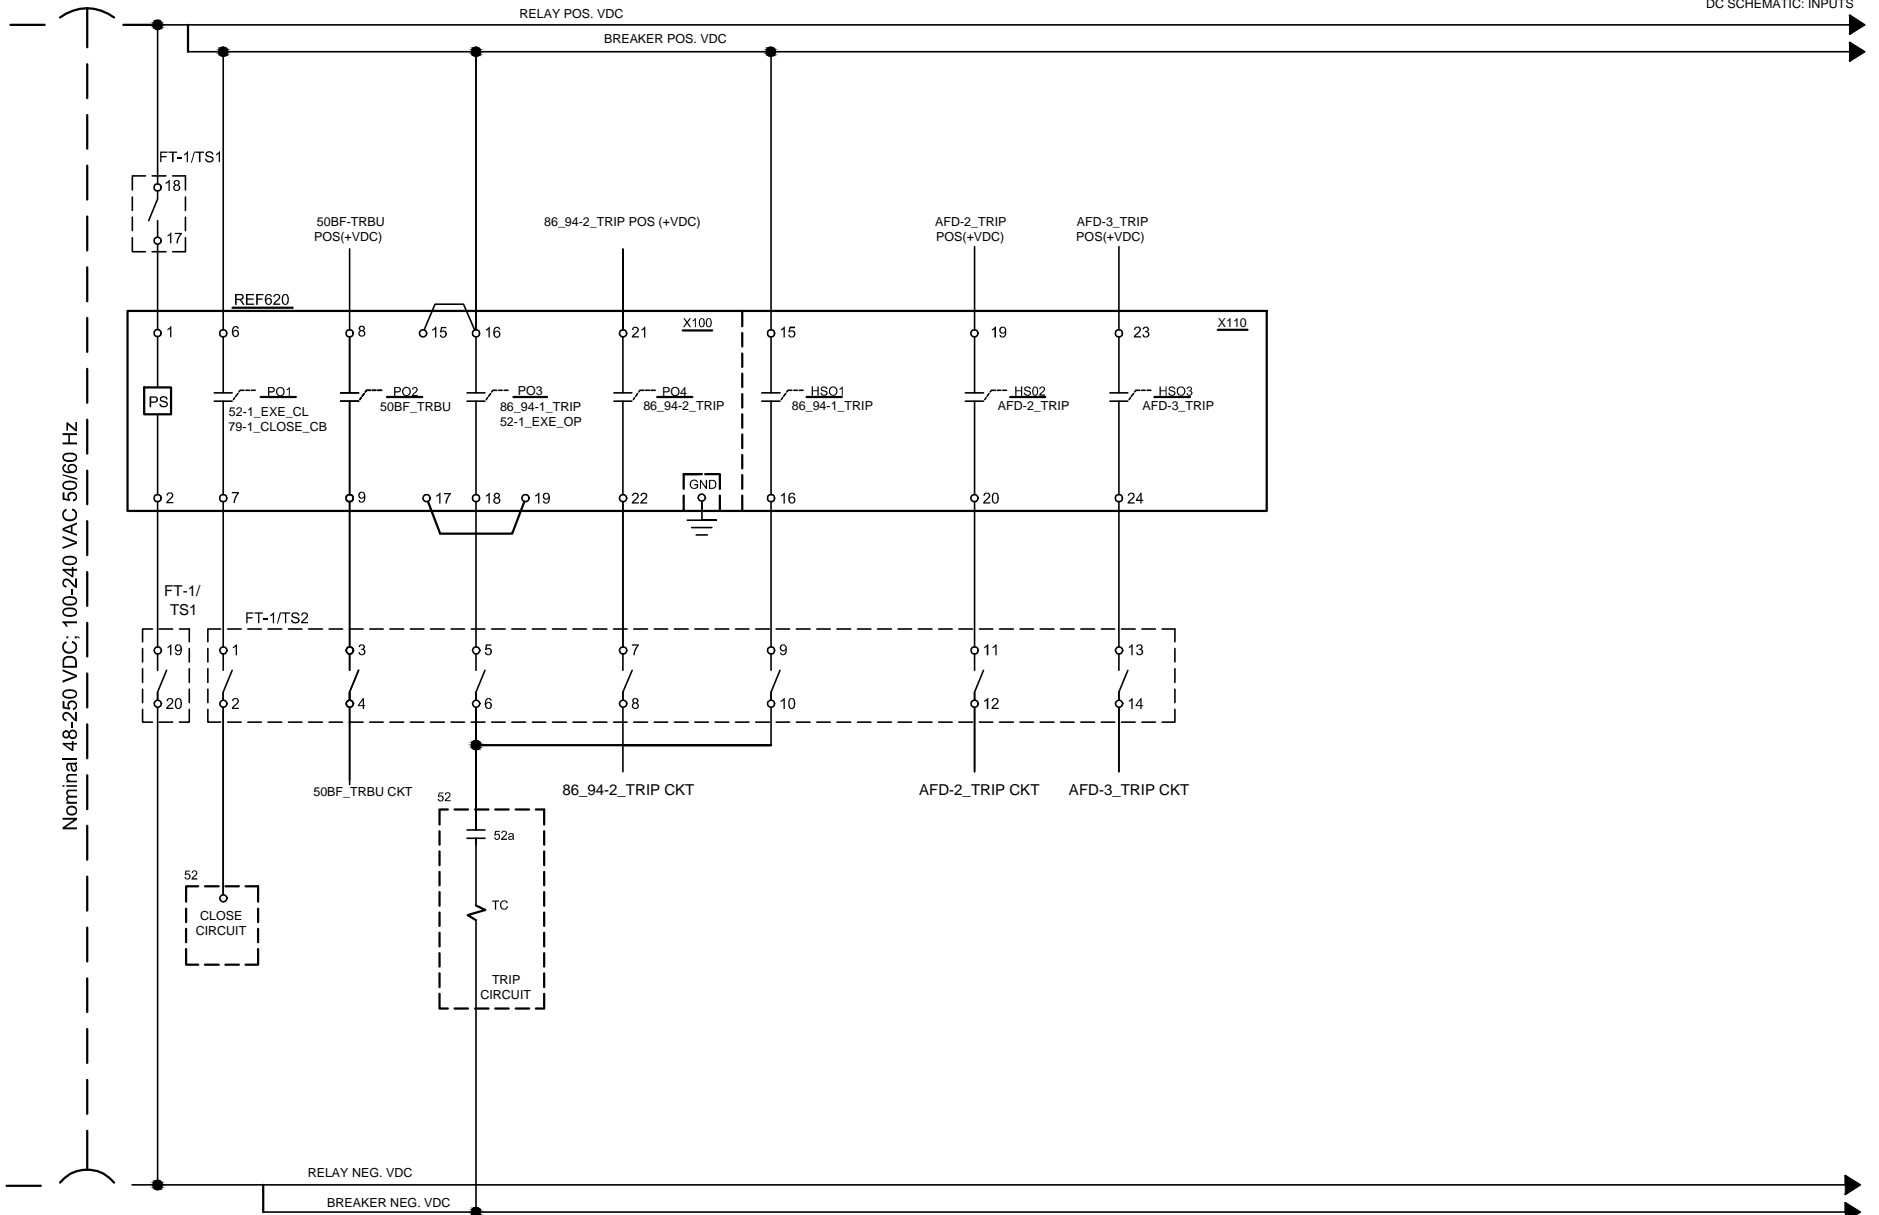 DC SCHEMATIC: INPUTS
RELAY POS. VDC
BREAKER POS. VDC
FT-1/TS1
18
17
50BF-TRBU
POS(+VDC)
86_94-2_TRIP POS (+VDC)
AFD-2_TRIP
POS(+VDC)
AFD-3_TRIP
POS(+VDC)
Nominal 48-250 VDC; 100-240 VAC 50/60 Hz
REF620
X100
X110
1
6
8
15
16
21
15
19
23
PS
PO1
52-1_EXE_CL
79-1_CLOSE_CB
PO2
50BF_TRBU
PO3
86_94-1_TRIP
52-1_EXE_OP
PO4
86_94-2_TRIP
HSO1
86_94-1_TRIP
HS02
AFD-2_TRIP
HSO3
AFD-3_TRIP
GND
2
7
9
17
18
19
22
16
20
24
FT-1/
TS1
FT-1/TS2
19
1
3
5
7
9
11
13
20
2
4
6
8
10
12
14
50BF_TRBU CKT
86_94-2_TRIP CKT
AFD-2_TRIP CKT
AFD-3_TRIP CKT
52
52a
TC
TRIP
CIRCUIT
52
CLOSE
CIRCUIT
RELAY NEG. VDC
BREAKER NEG. VDC